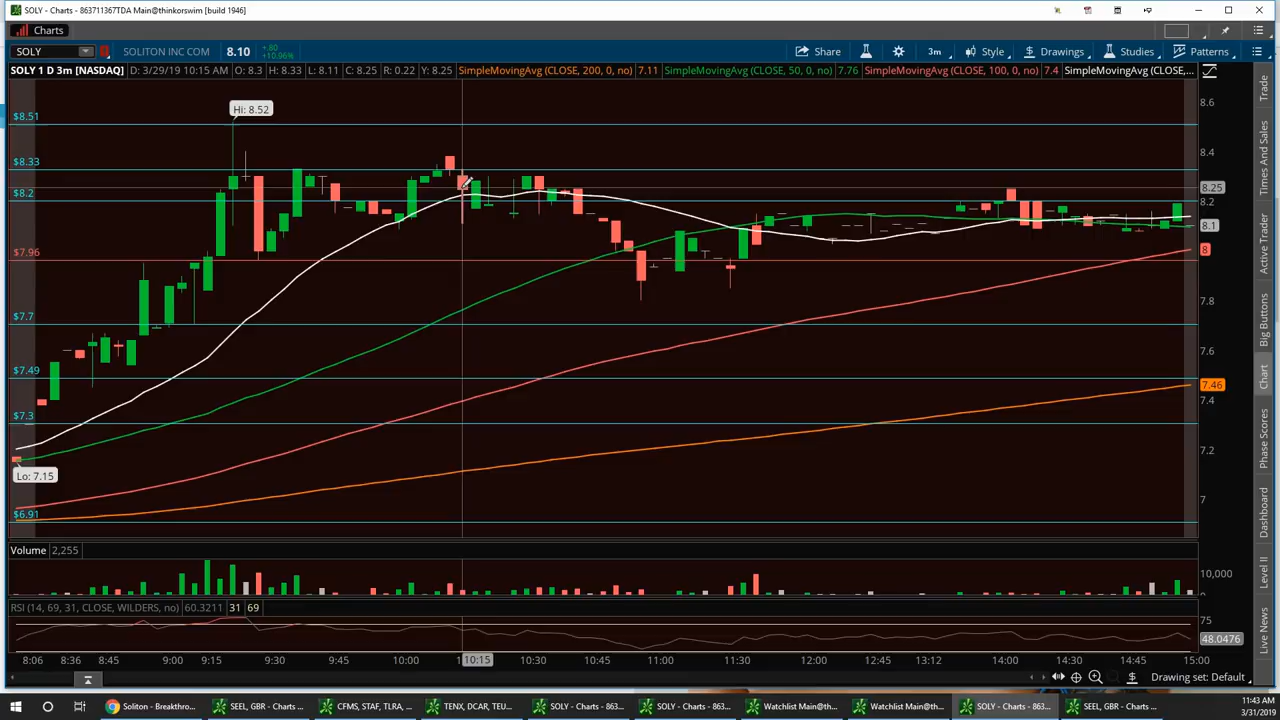 SOLY - Charts - 863711367TDA Main@thinkorswim [build 1946]
Charts
SOLY SOLITON INC COM 8.10 +.80 +10.96% Share 3m Style Drawings Studies Patterns
SOLY 1 D 3m [NASDAQ] D: 3/29/19 10:15 AM O: 8.3 H: 8.33 L: 8.11 C: 8.25 R: 0.22 Y: 8.25 SimpleMovingAvg (CLOSE, 200, 0, no) 7.11 SimpleMovingAvg (CLOSE, 50, 0, no) 7.76 SimpleMovingAvg (CLOSE, 100, 0, no) 7.4 SimpleMovingAvg (CLOSE,...
Hi: 8.52
$8.51
$8.33
$8.2
$7.96
$7.7
$7.49
$7.3
Lo: 7.15
$6.91
8.6
8.4
8.25
8.2
8.1
8
7.8
7.6
7.46
7.4
7.2
7
Volume 2,255
10,000
0
RSI (14, 69, 31, CLOSE, WILDERS, no) 60.3211 31 69
75
48.0476
8:06 8:36 8:45 9:00 9:15 9:30 9:45 10:00 10:15 10:30 10:45 11:00 11:30 12:00 12:45 13:12 14:00 14:30 14:45 15:00
Drawing set: Default
Trade
Times And Sales
Active Trader
Big Buttons
Chart
Phase Scores
Dashboard
Level II
Live News
Soliton - Breakthro... SEEL, GBR - Charts... CFMS, STAF, TLRA, ... TENX, DCAR, TEU... SOLY - Charts - 863... SOLY - Charts - 863... Watchlist Main@th... Watchlist Main@th... SOLY - Charts - 863... SEEL, GBR - Charts...
11:43 AM
3/31/2019